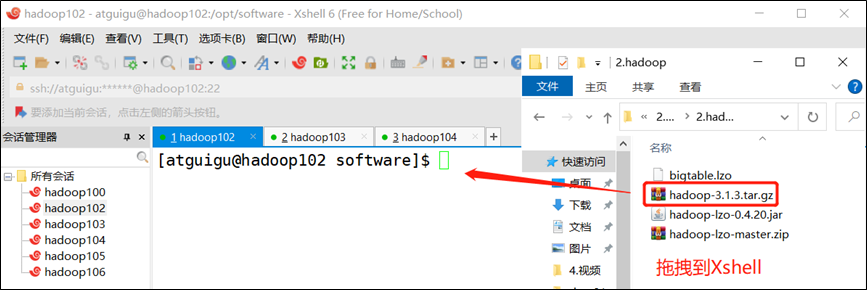 hadoop102 - atguigu@hadoop102:/opt/software - Xshell 6 (Free for Home/School)
文件(F) 编辑(E) 查看(V) 工具(T) 选项卡(B) 窗口(W) 帮助(H)
ssh://atguigu:******@hadoop102:22
要添加当前会话，点击左侧的箭头按钮。
会话管理器
所有会话
hadoop100
hadoop102
hadoop103
hadoop104
hadoop105
hadoop106
1 hadoop102
2 hadoop103
3 hadoop104
+
[atguigu@hadoop102 software]$
2.hadoop
文件 主页 共享 查看
« 2.... › 2.had...
快速访问
桌面
下载
文档
图片
4.视频
名称
bigtable.lzo
hadoop-3.1.3.tar.gz
hadoop-lzo-0.4.20.jar
hadoop-lzo-master.zip
拖拽到Xshell